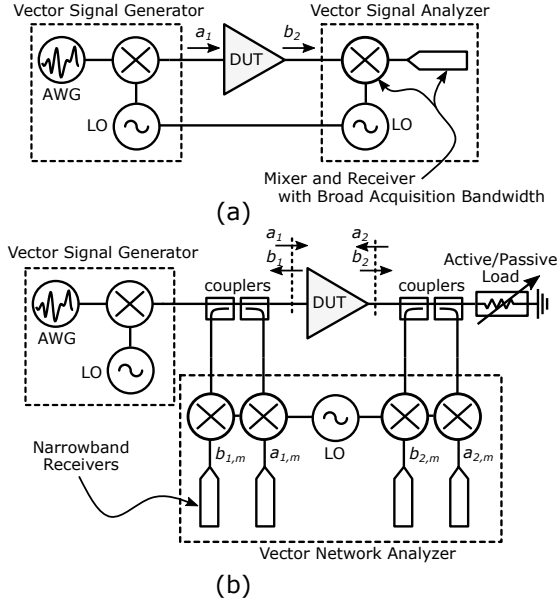 Vector Signal Generator
Vector Signal Analyzer
a1
b2
DUT
AWG
LO
LO
Mixer and Receiver
with Broad Acquisition Bandwidth
(a)
Vector Signal Generator
a1
b1
a2
b2
Active/Passive
Load
couplers
DUT
couplers
AWG
LO
LO
Narrowband
Receivers
b1,m
a1,m
b2,m
a2,m
Vector Network Analyzer
(b)